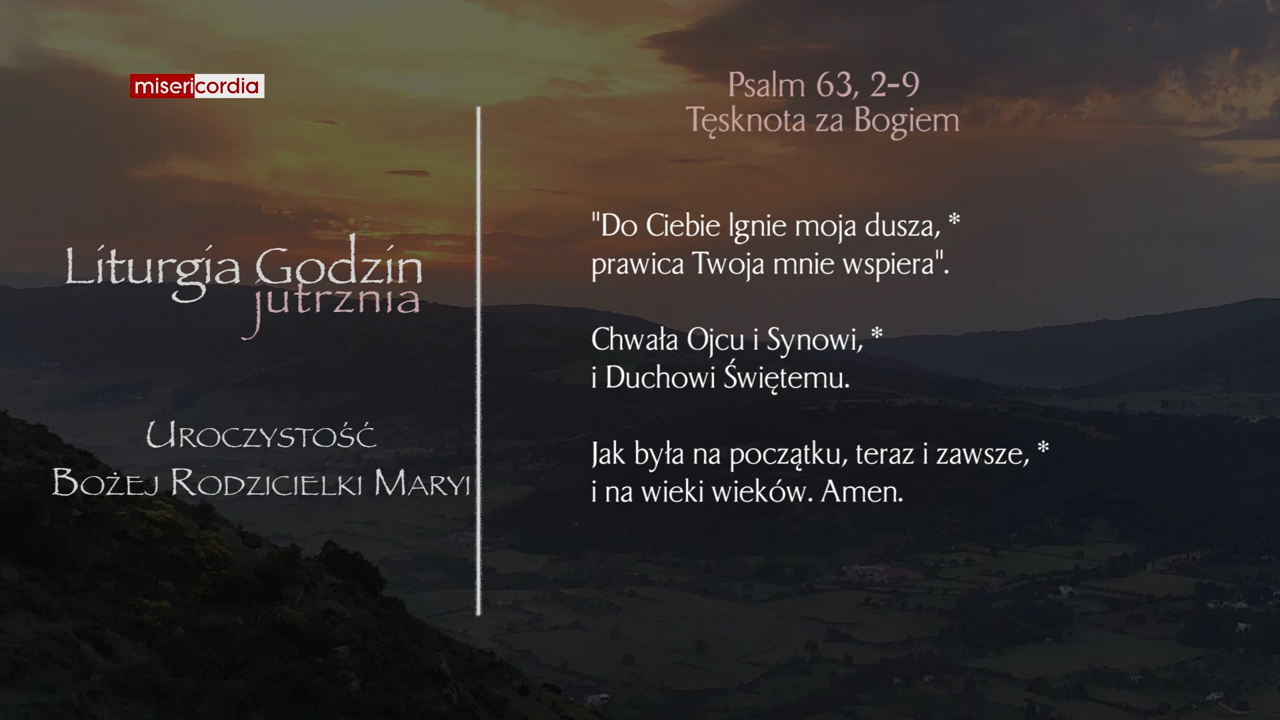 misericordia
Liturgia Godzin
jutrznia
Uroczystość
Bożej Rodzicielki Maryi
Psalm 63, 2-9
Tęsknota za Bogiem
"Do Ciebie lgnie moja dusza, *
prawica Twoja mnie wspiera".
Chwała Ojcu i Synowi, *
i Duchowi Świętemu.
Jak była na początku, teraz i zawsze, *
i na wieki wieków. Amen.